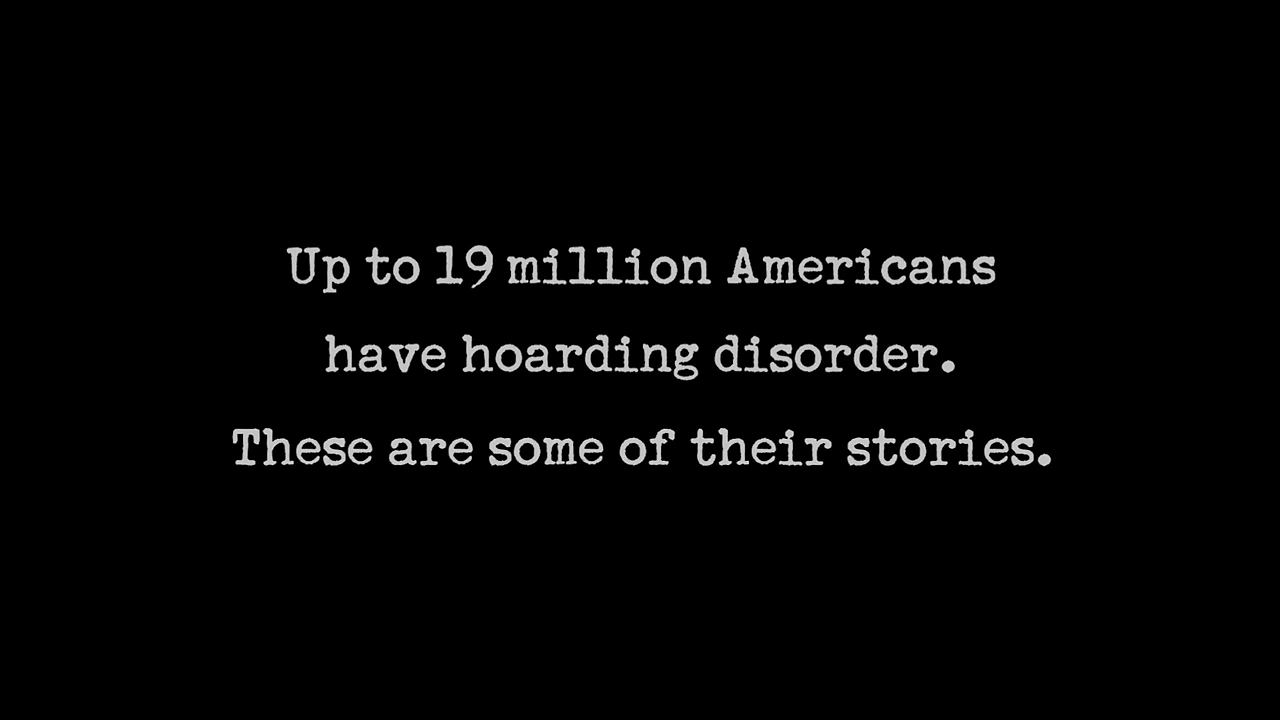 Up to 19 million Americans
have hoarding disorder.
These are some of their stories.